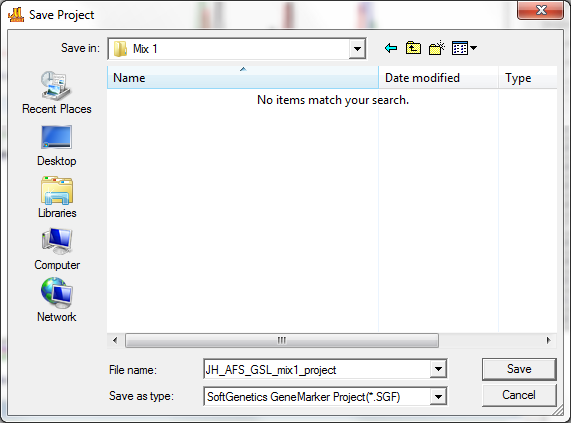 Save Project
Save in: Mix 1
Name Date modified Type
No items match your search.
Recent Places
Desktop
Libraries
Computer
Network
File name: JH_AFS_GSL_mix1_project Save
Save as type: SoftGenetics GeneMarker Project(*.SGF) Cancel